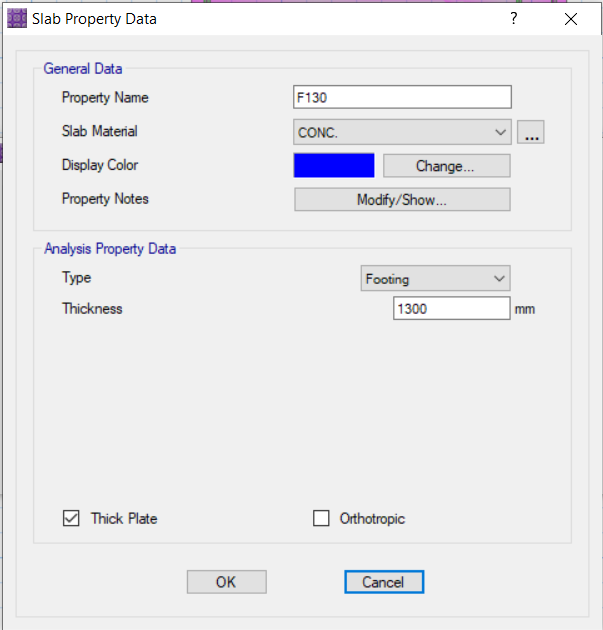 Slab Property Data ?
General Data
Property Name F130
Slab Material CONC. ...
Display Color Change...
Property Notes Modify/Show...
Analysis Property Data
Type Footing
Thickness 1300 mm
Thick Plate Orthotropic
OK Cancel